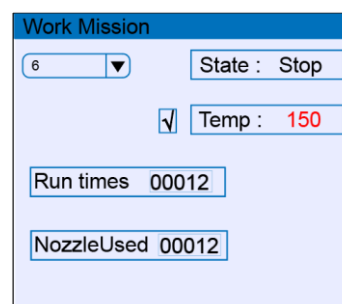 Work Mission
6 ▼ State : Stop
√ Temp : 150
Run times 00012
NozzleUsed 00012